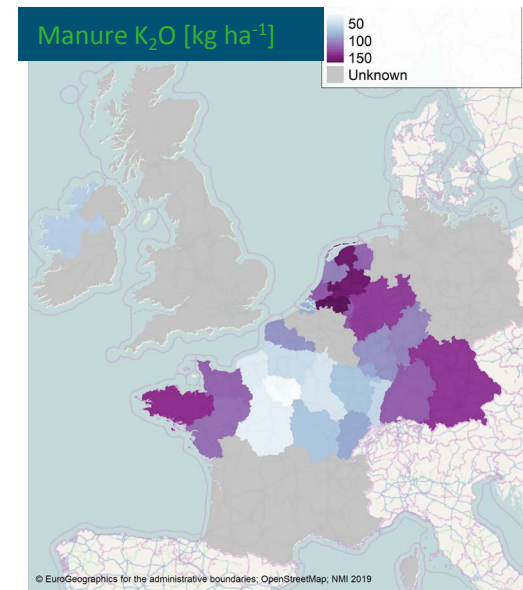 Manure K₂O [kg ha⁻¹]
50
100
150
Unknown
© EuroGeographics for the administrative boundaries; OpenStreetMap; NMI 2019